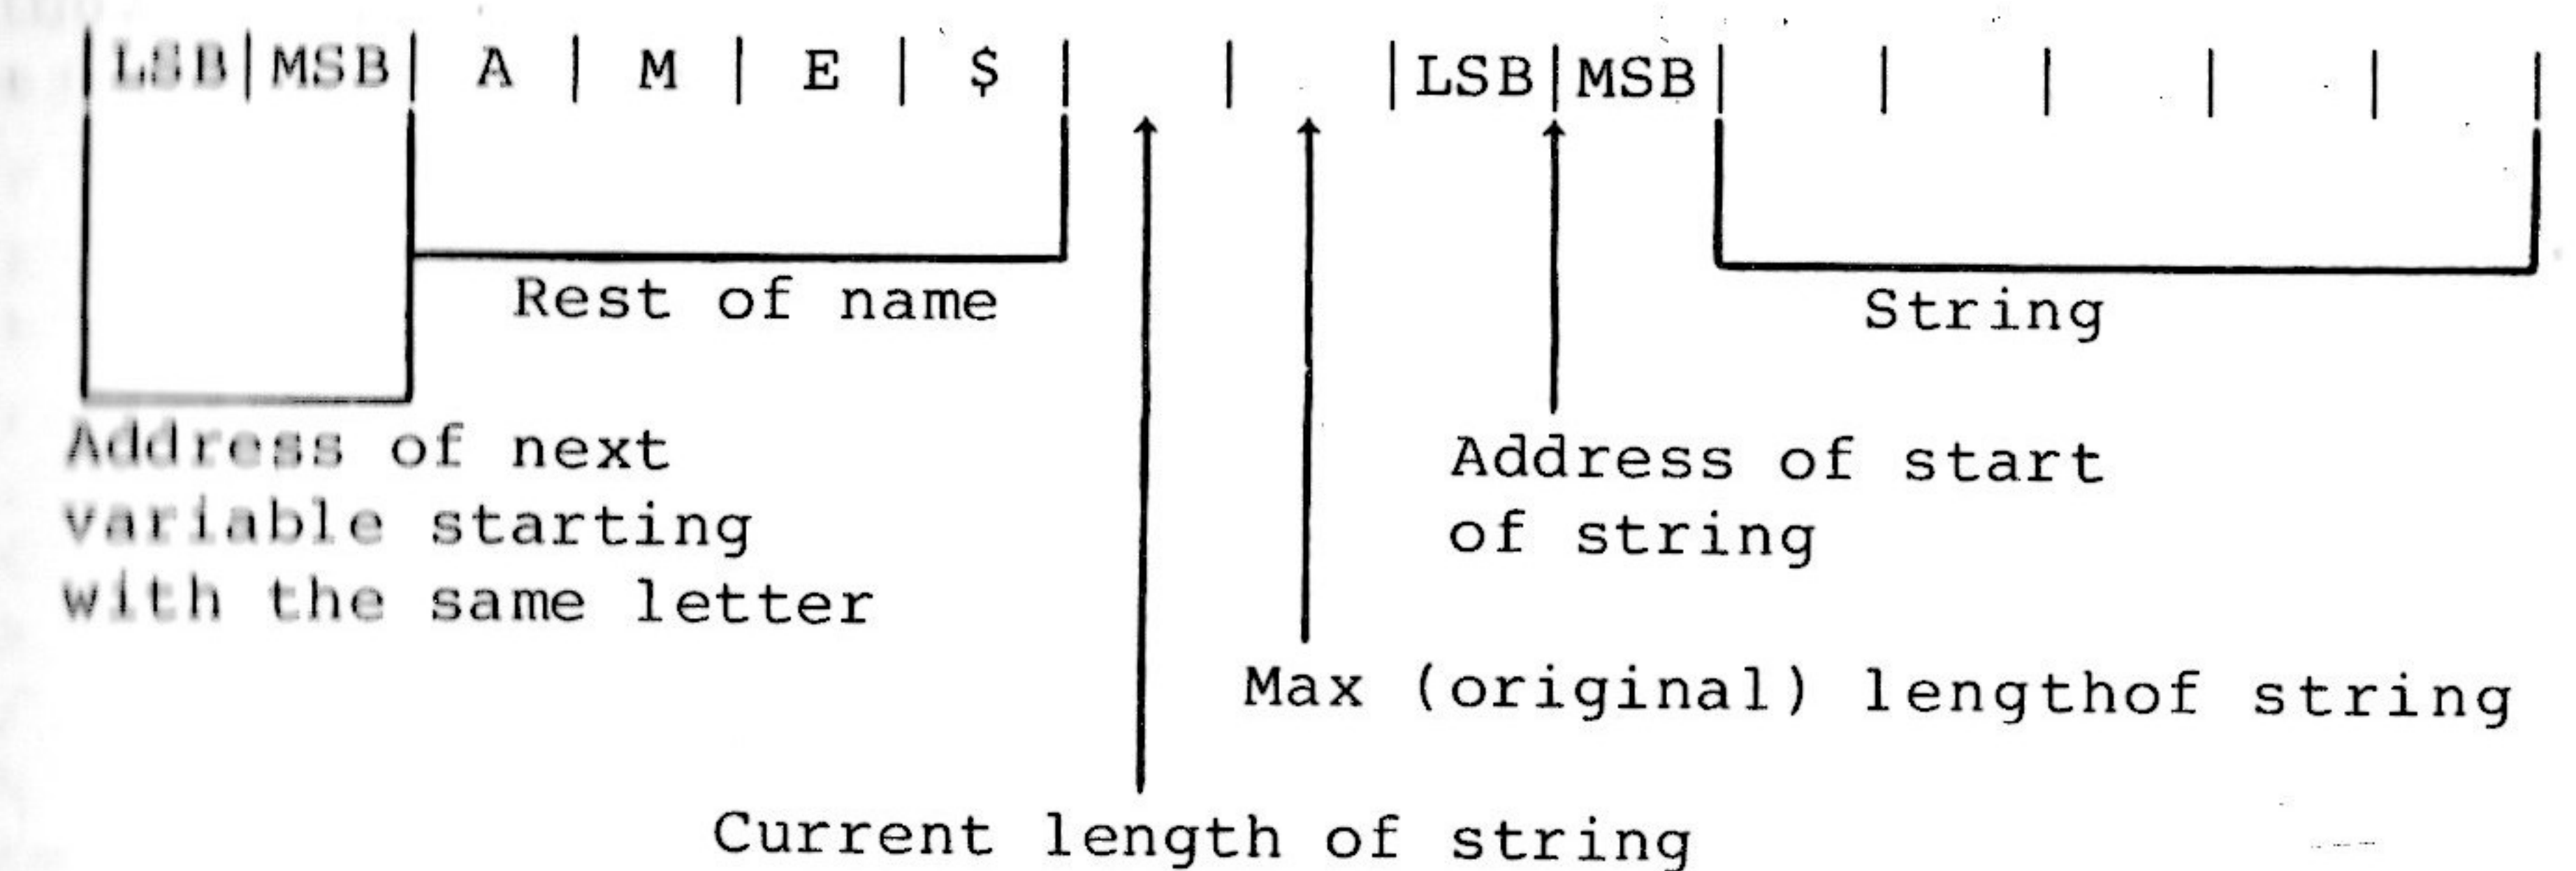 |LSB|MSB| A | M | E | $ | | |LSB|MSB| | | | | |
Rest of name
String
Address of next
variable starting
with the same letter
Address of start
of string
Max (original) lengthof string
Current length of string